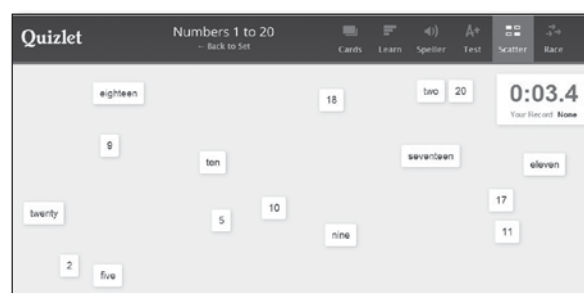 Quizlet
Numbers 1 to 20
← Back to Set
Cards Learn Speller Test Scatter Race
eighteen
18
two
20
0:03.4
Your Record None
9
ten
seventeen
eleven
twenty
5
10
17
nine
11
2
five